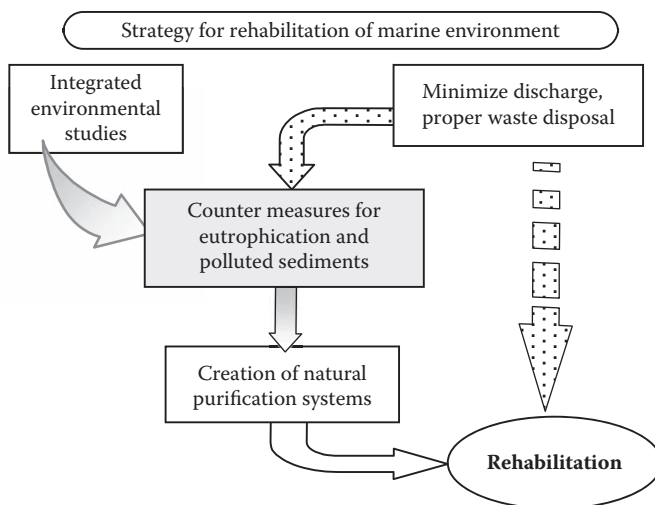 Strategy for rehabilitation of marine environment
Integrated
environmental
studies
Minimize discharge,
proper waste disposal
Counter measures for
eutrophication and
polluted sediments
Creation of natural
purification systems
Rehabilitation